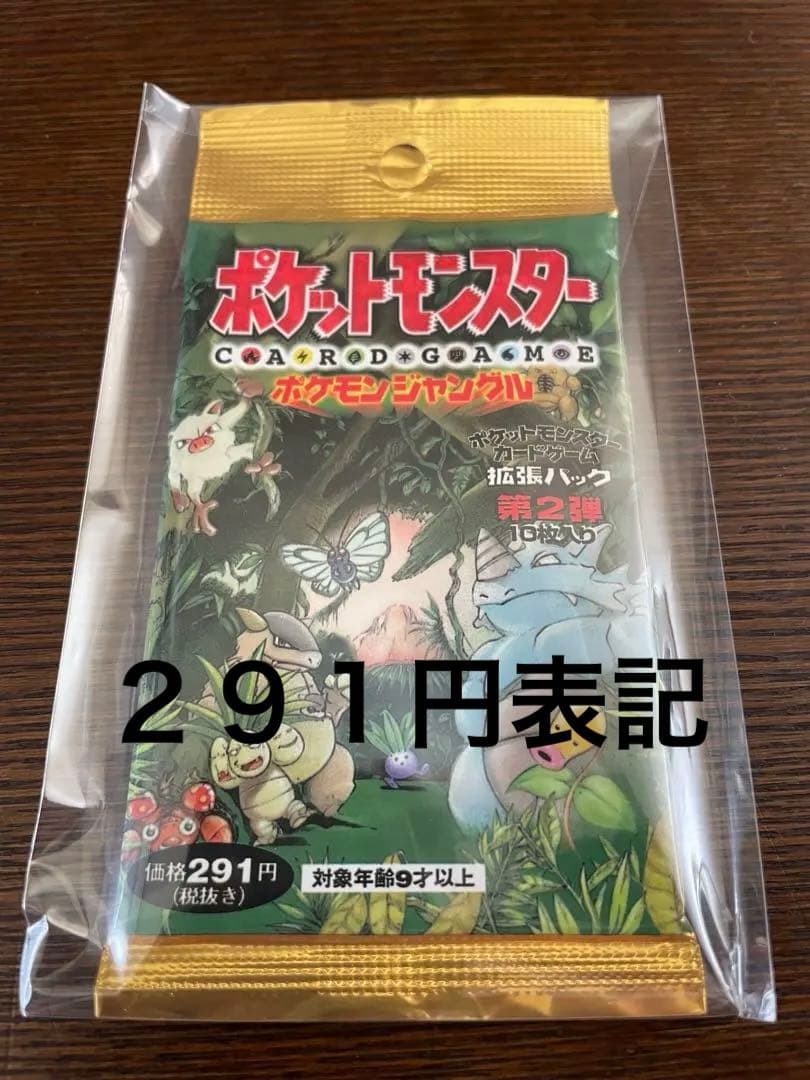 ポケットモンスター
CARDGAME
ポケモンジャングル
ポケットモンスター
カードゲーム
拡張パック
第2弾
10枚入り
２９１円表記
価格291円
(税抜き)
対象年齢9才以上